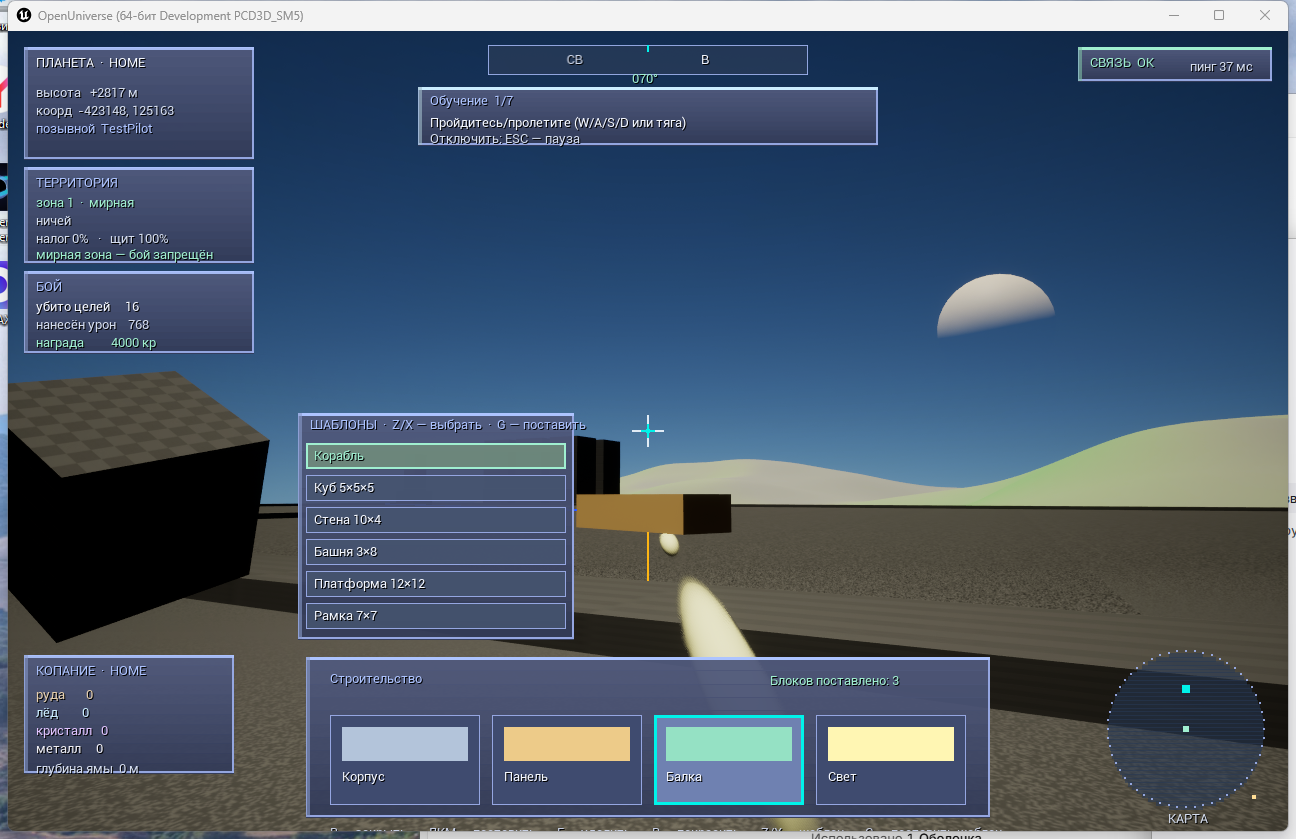 OpenUniverse (64-бит Development PCD3D_SM5)
ПЛАНЕТА · HOME
высота +2817 м
коорд -423148, 125163
позывной TestPilot
СВ В
070°
СВЯЗЬ ОК пинг 37 мс
Обучение 1/7
Пройдитесь/пролетите (W/A/S/D или тяга)
Отключить: ESC — пауза
ТЕРРИТОРИЯ
зона 1 · мирная
ничей
налог 0% · щит 100%
мирная зона — бой запрещён
БОЙ
убито целей 16
нанесён урон 768
награда 4000 кр
ШАБЛОНЫ · Z/X — выбрать · G — поставить
Корабль
Куб 5×5×5
Стена 10×4
Башня 3×8
Платформа 12×12
Рамка 7×7
КОПАНИЕ · HOME
руда 0
лёд 0
кристалл 0
металл 0
глубина ямы 0 м
Строительство
Блоков поставлено: 3
Корпус
Панель
Балка
Свет
КАРТА
Использовано 1 Оболочка